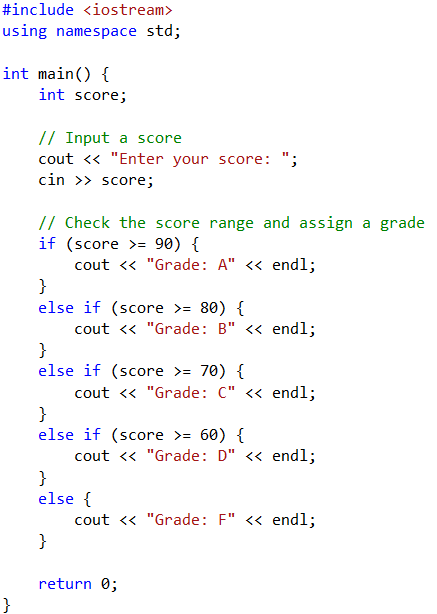 #include <iostream>
using namespace std;

int main() {
    int score;

    // Input a score
    cout << "Enter your score: ";
    cin >> score;

    // Check the score range and assign a grade
    if (score >= 90) {
        cout << "Grade: A" << endl;
    }
    else if (score >= 80) {
        cout << "Grade: B" << endl;
    }
    else if (score >= 70) {
        cout << "Grade: C" << endl;
    }
    else if (score >= 60) {
        cout << "Grade: D" << endl;
    }
    else {
        cout << "Grade: F" << endl;
    }

    return 0;
}